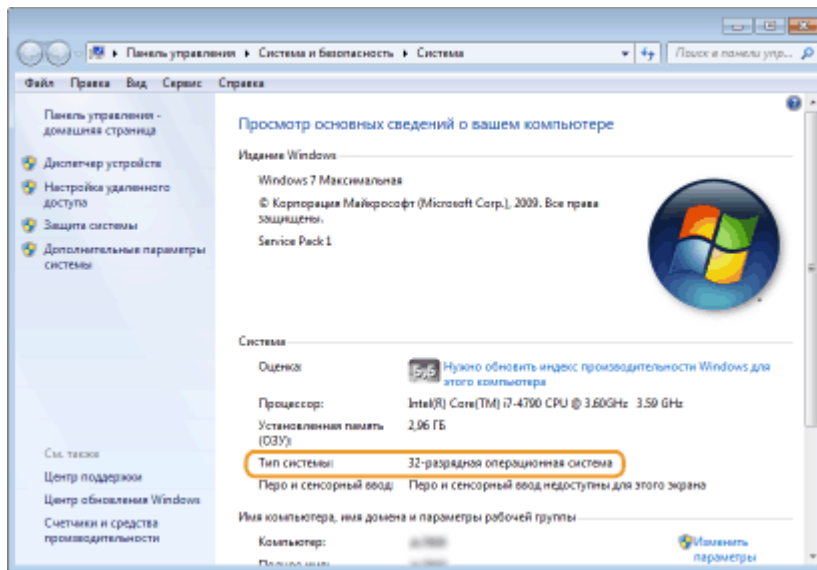 Панель управления ▸ Система и безопасность ▸ Система
Поиск в панели упр...
Файл Правка Вид Сервис Справка
Панель управления -
домашняя страница
Диспетчер устройств
Настройка удаленного
доступа
Защита системы
Дополнительные параметры
системы
См. также
Центр поддержки
Центр обновления Windows
Счетчики и средства
производительности
Просмотр основных сведений о вашем компьютере
Издание Windows
Windows 7 Максимальная
© Корпорация Майкрософт (Microsoft Corp.), 2009. Все права
защищены.
Service Pack 1
Система
Оценка: 5,5 Нужно обновить индекс производительности Windows для
этого компьютера
Процессор: Intel(R) Core(TM) i7-4790 CPU @ 3.60GHz 3.59 GHz
Установленная память
(ОЗУ): 2,96 ГБ
Тип системы: 32-разрядная операционная система
Перо и сенсорный ввод: Перо и сенсорный ввод недоступны для этого экрана
Имя компьютера, имя домена и параметры рабочей группы
Компьютер:
Изменить
параметры